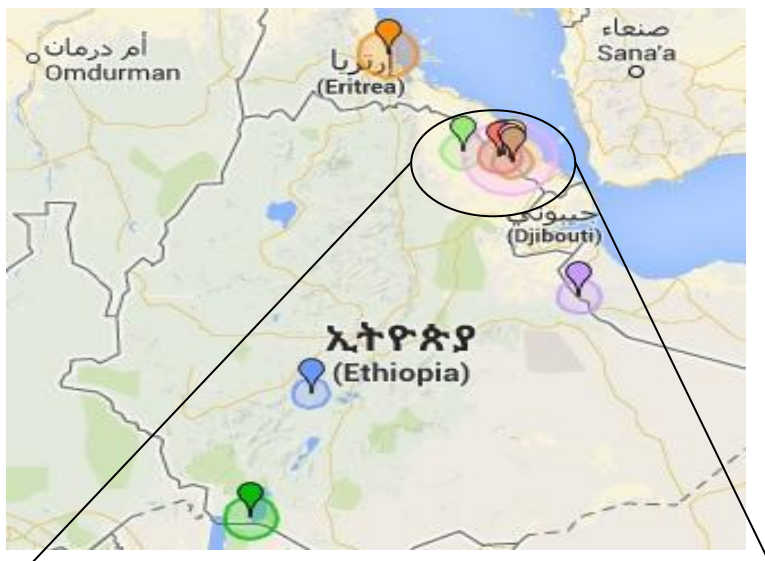 أم درمان
Omdurman
إرتريا
(Eritrea)
صنعاء
Sana'a
جيبوتي
(Djibouti)
ኢትዮጵያ
(Ethiopia)